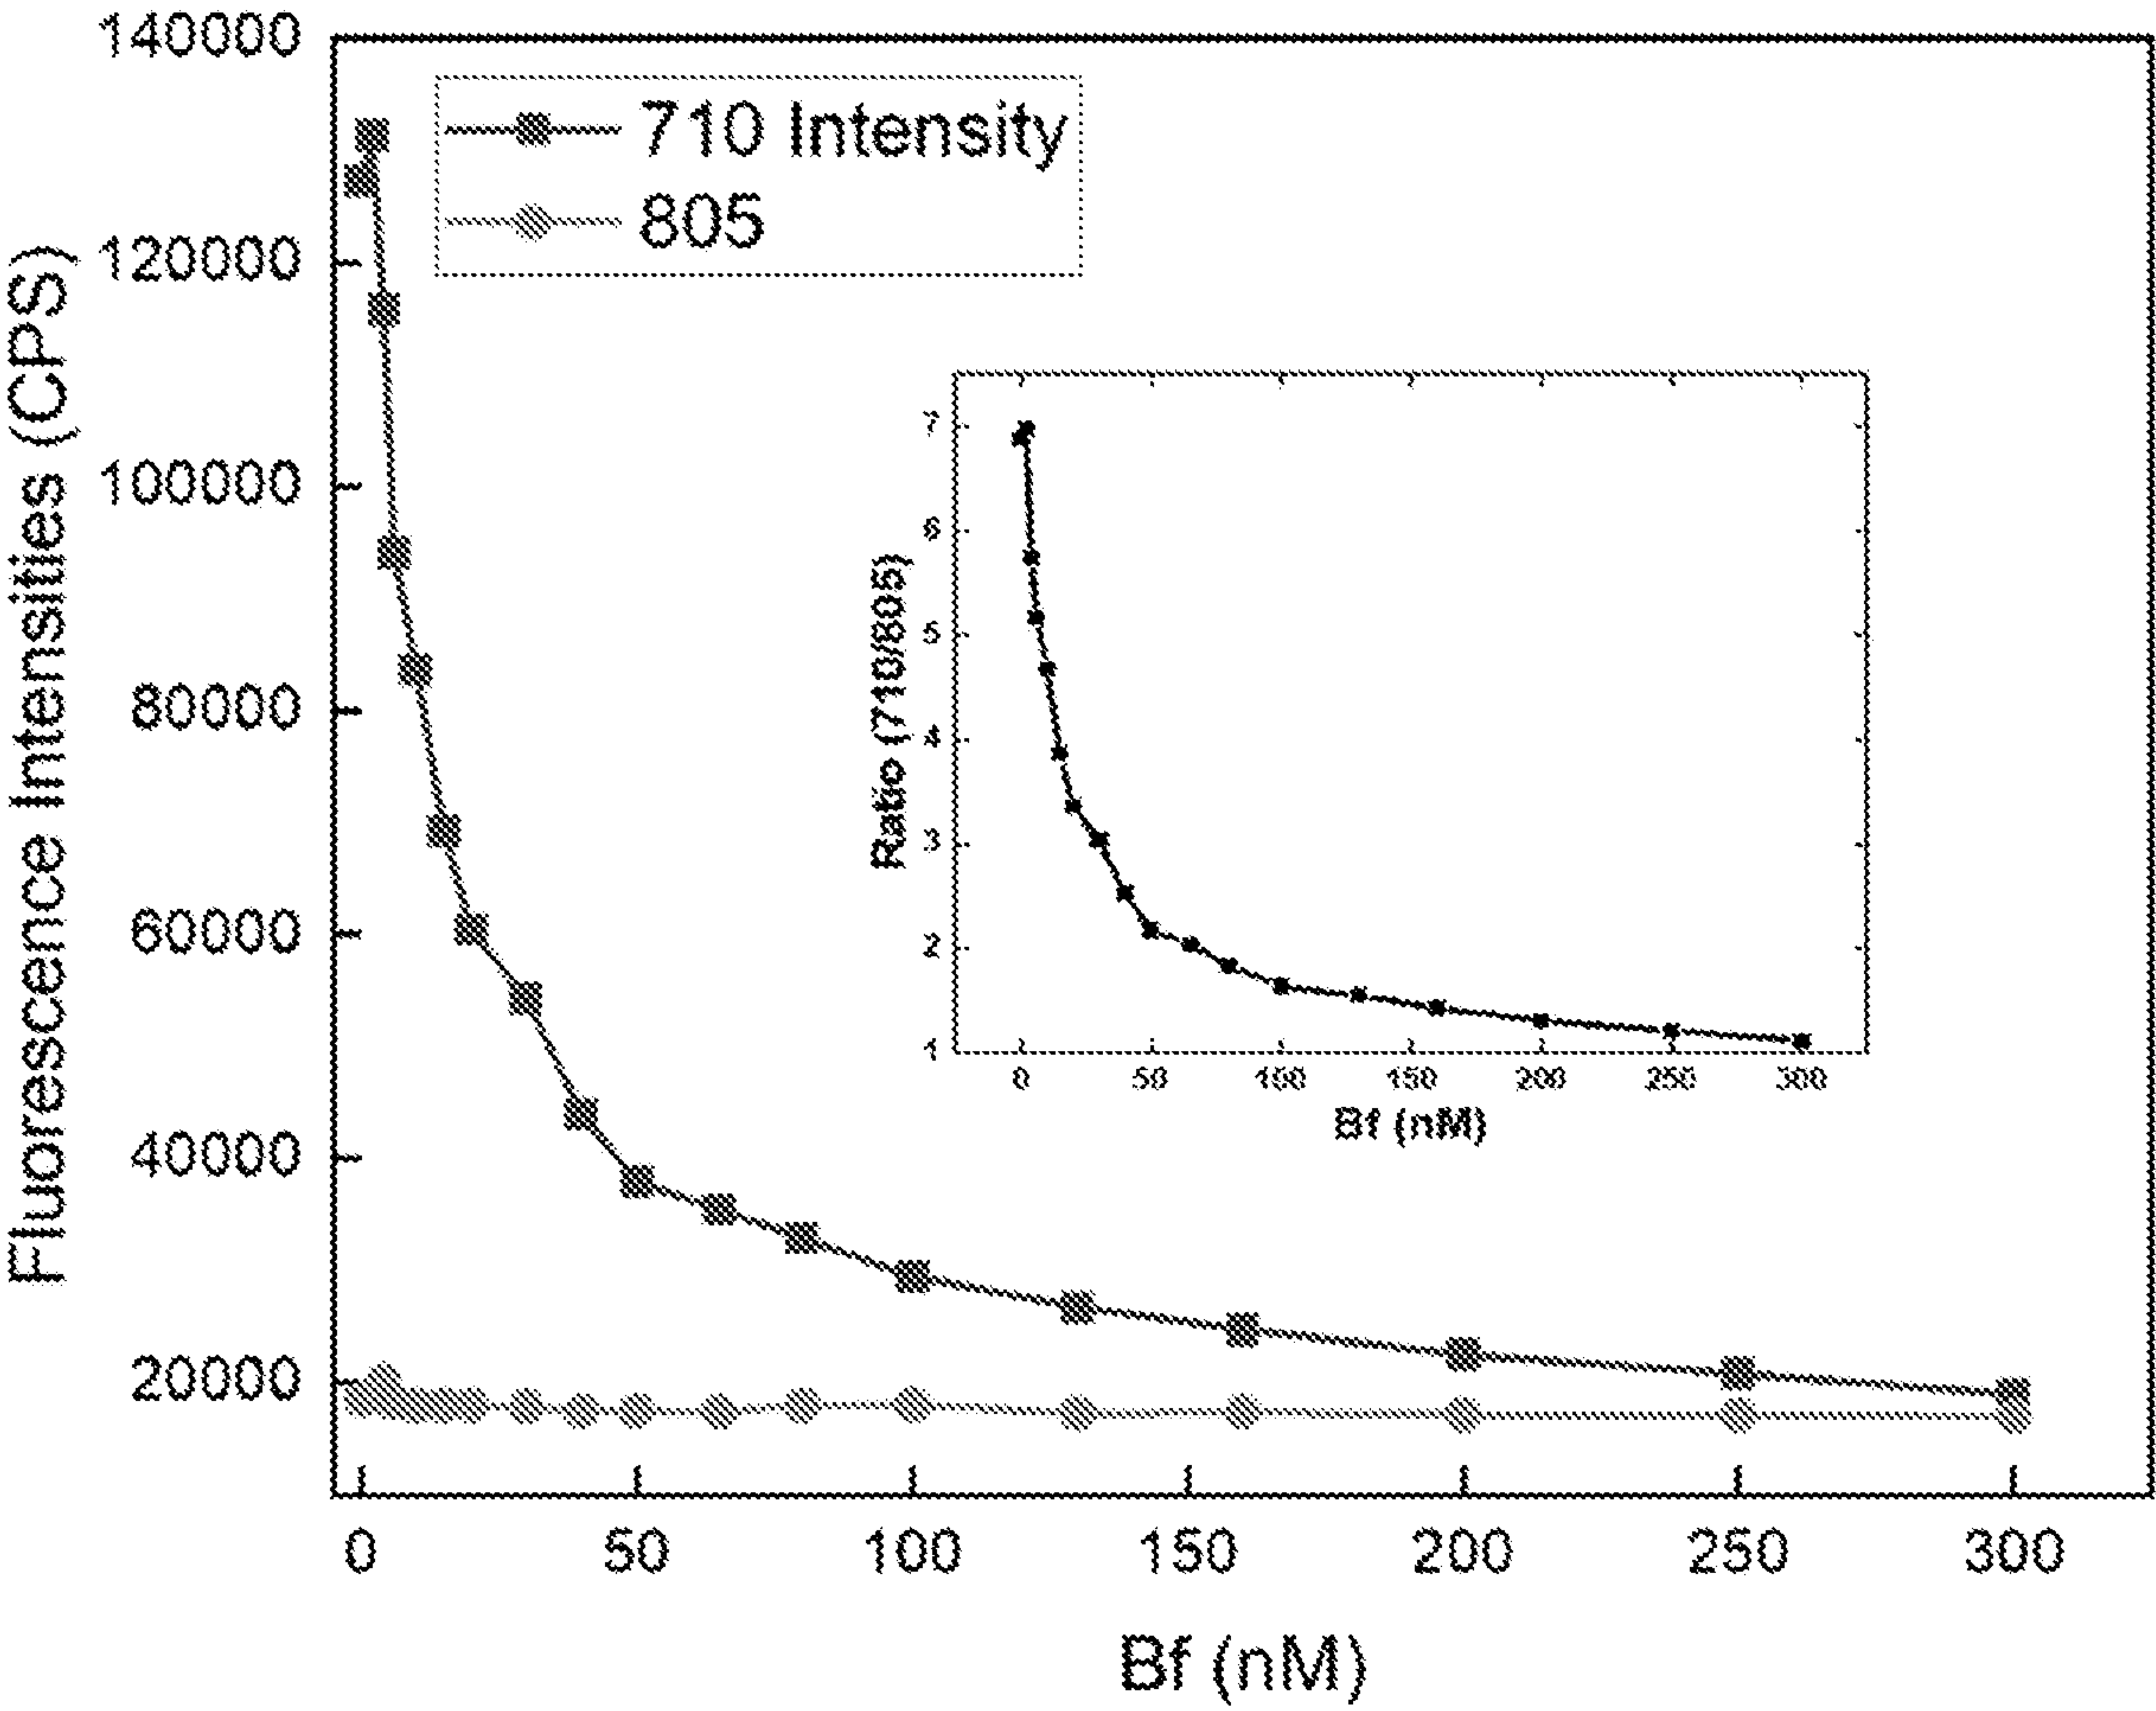 Fluorescence Intensities (CPS)
140000
120000
100000
80000
60000
40000
20000
710 Intensity
805
Ratio (710/805)
7
6
5
4
3
2
1
0 50 100 150 200 250 300
Bf (nM)
0 50 100 150 200 250 300
Bf (nM)